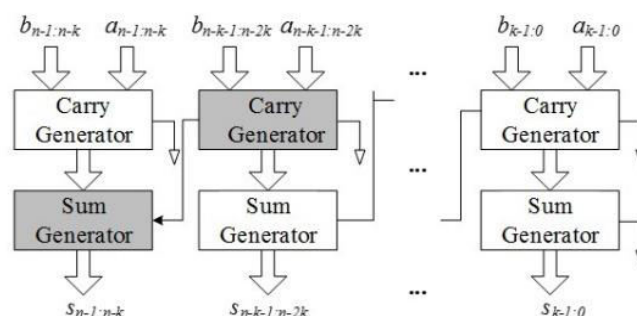 b_{n-1:n-k} a_{n-1:n-k} b_{n-k-1:n-2k} a_{n-k-1:n-2k} b_{k-1:0} a_{k-1:0}
...
Carry Generator
Carry Generator
Carry Generator
...
Sum Generator
Sum Generator
Sum Generator
...
s_{n-1:n-k} s_{n-k-1:n-2k} s_{k-1:0}